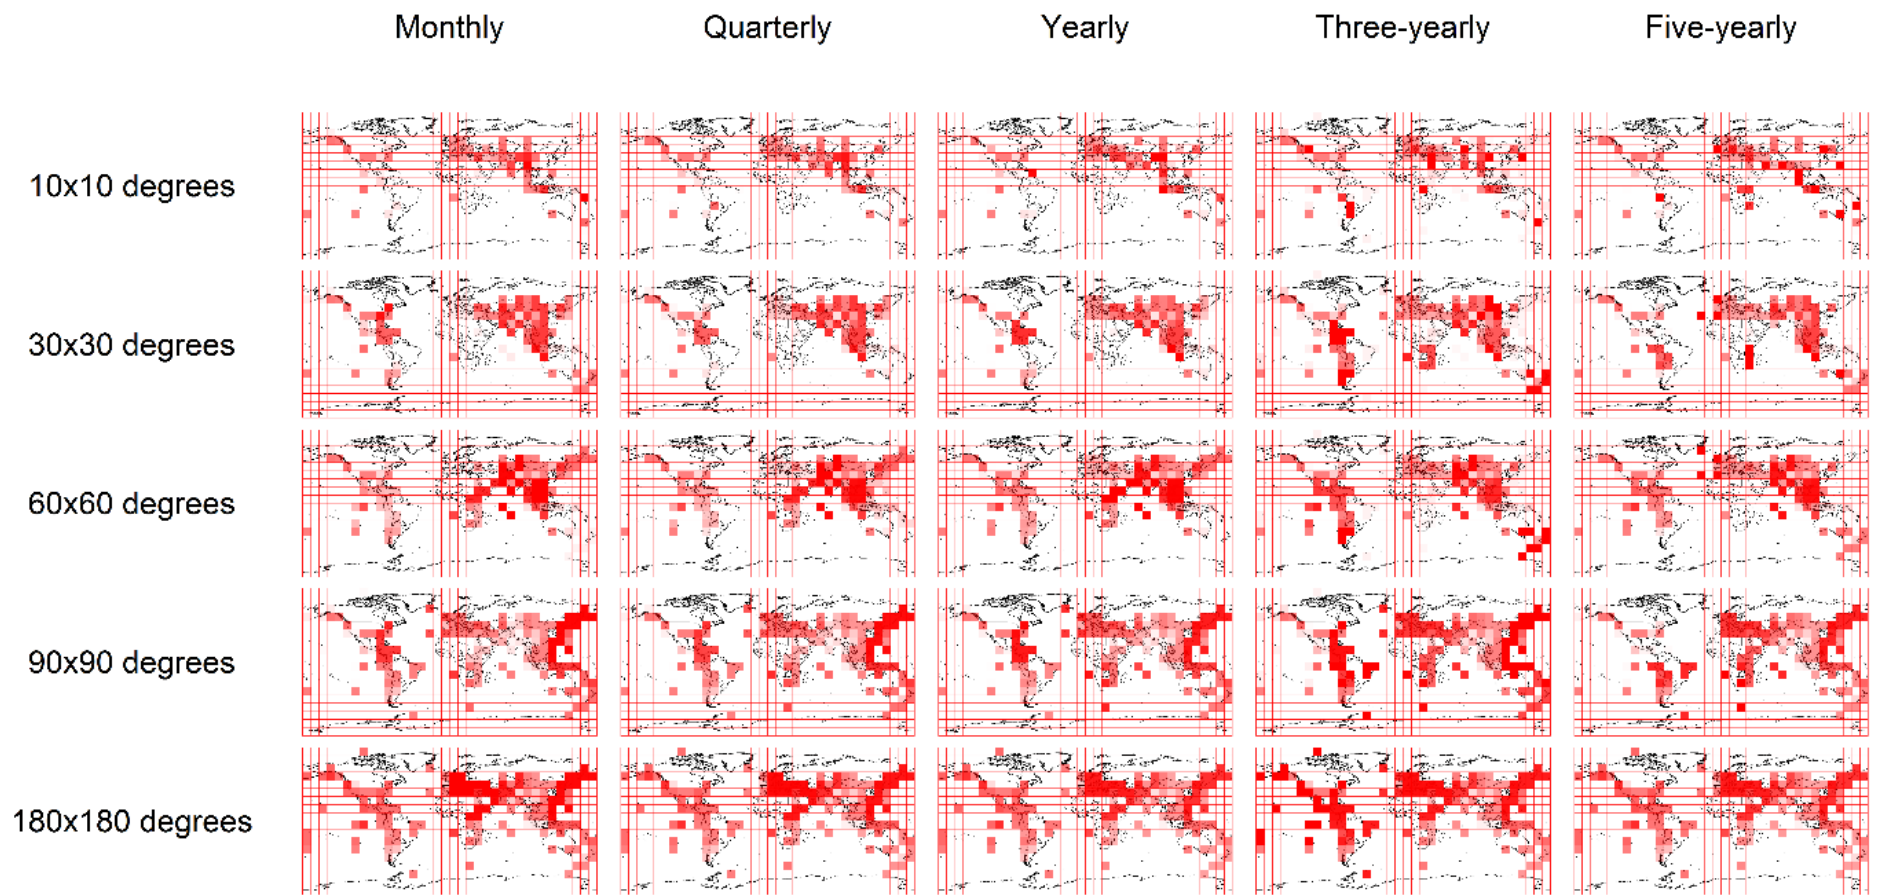 Monthly Quarterly Yearly Three-yearly Five-yearly
10x10 degrees
30x30 degrees
60x60 degrees
90x90 degrees
180x180 degrees